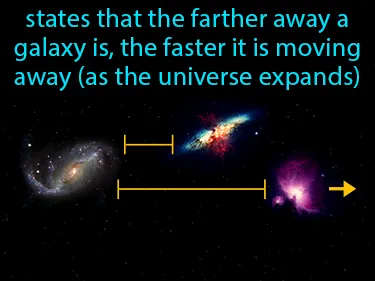 states that the farther away a
galaxy is, the faster it is moving
away (as the universe expands)